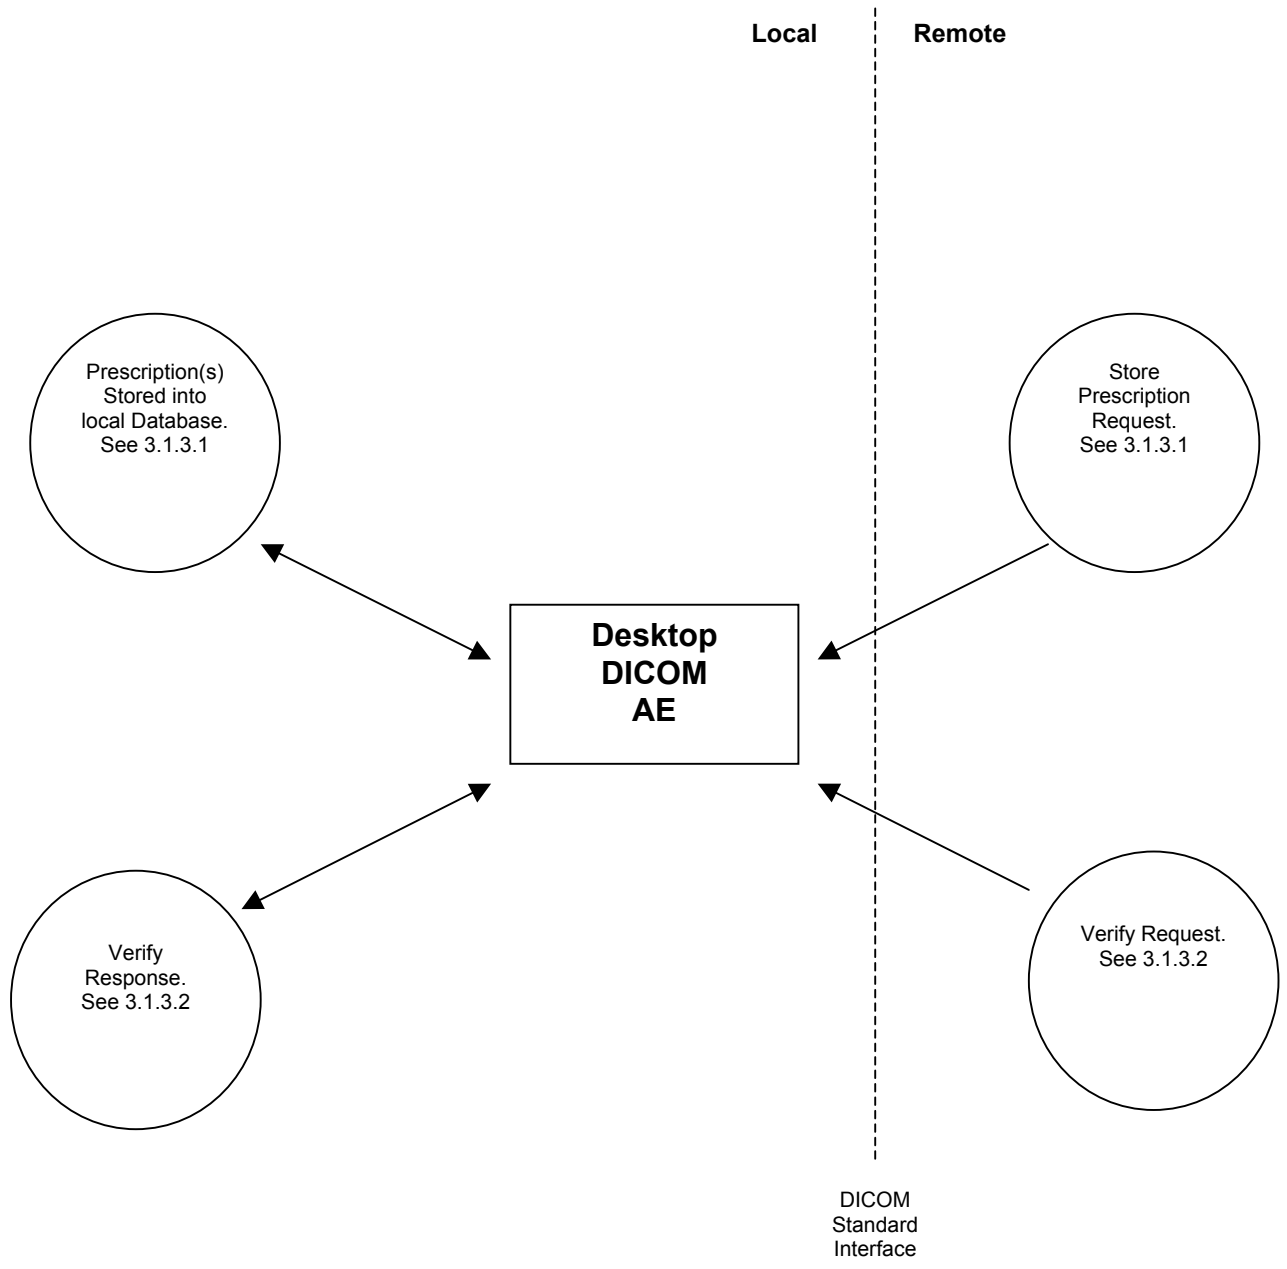 Local
Remote
Prescription(s)
Stored into
local Database.
See 3.1.3.1
Store
Prescription
Request.
See 3.1.3.1
Desktop
DICOM
AE
Verify
Response.
See 3.1.3.2
Verify Request.
See 3.1.3.2
DICOM
Standard
Interface